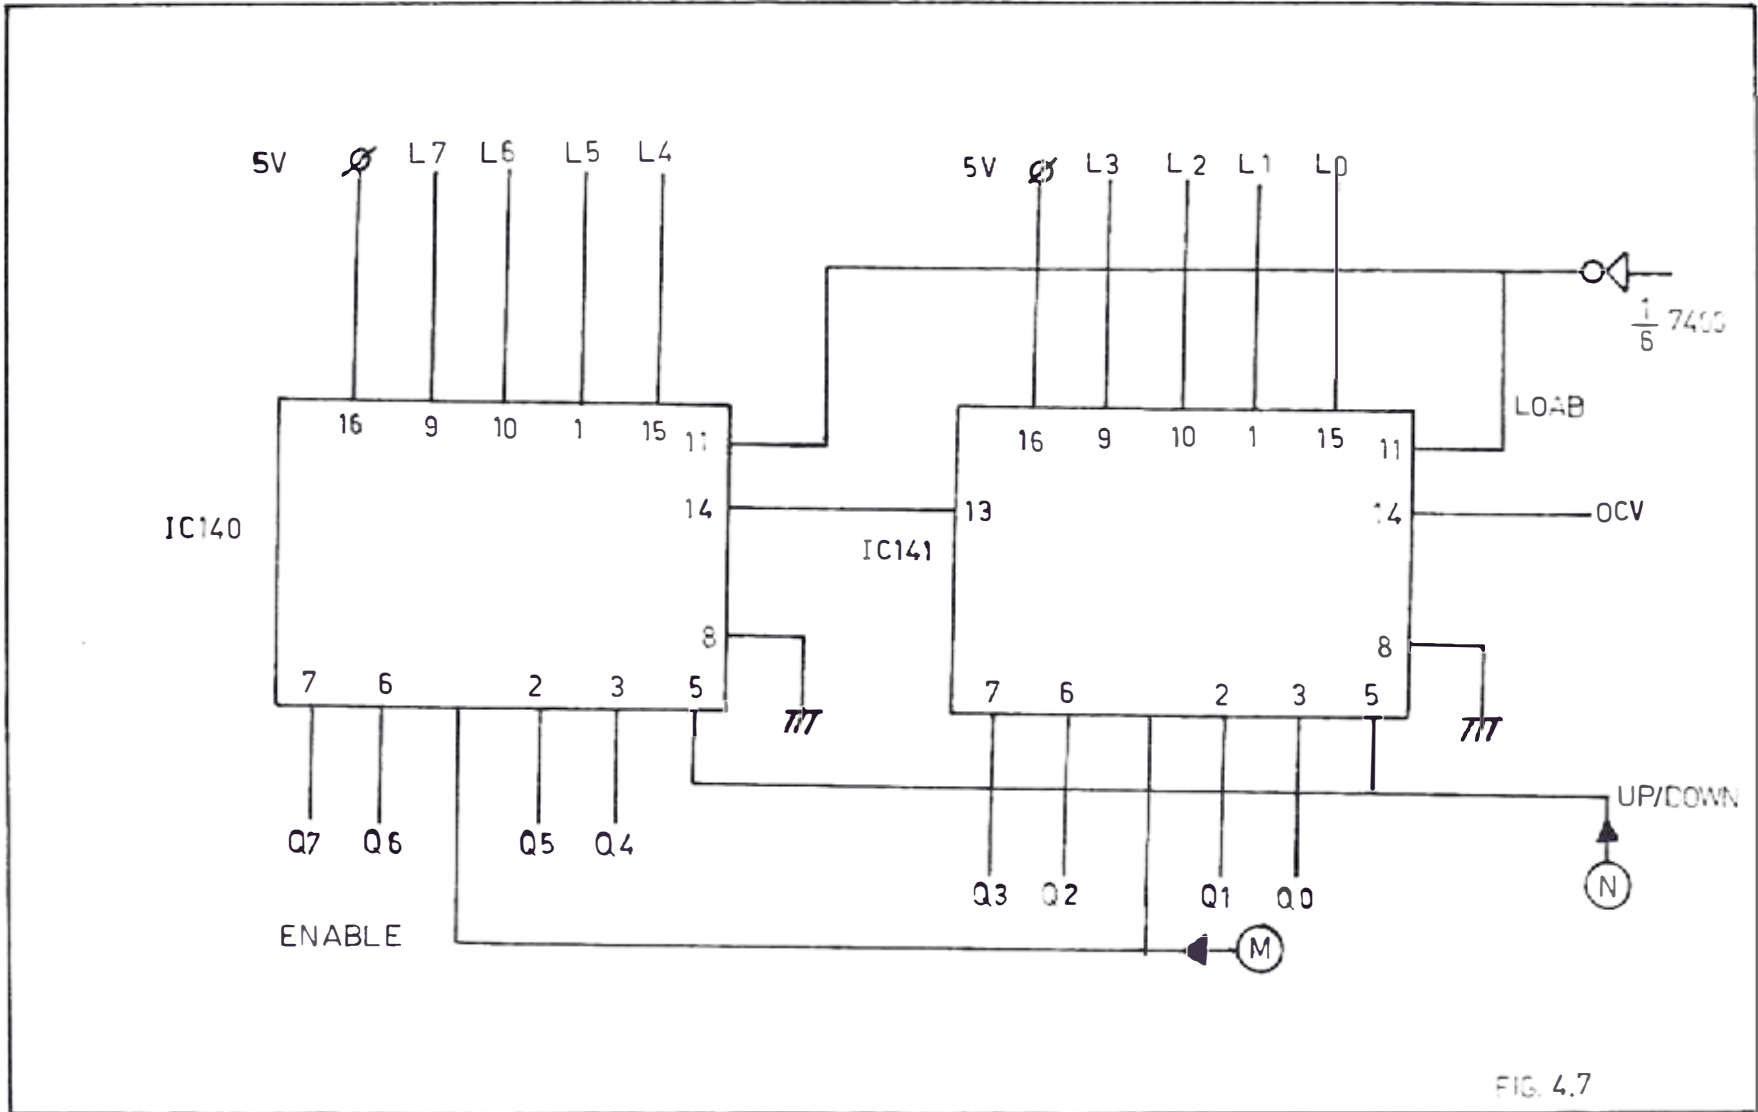 5V Ø L7 L6 L5 L4
5V Ø L3 L2 L1 L0
1/6
LOAB
16 9 10 1 15 11
16 9 10 1 15 11
14 13 14 OCV
IC140
IC141
8
8
7 6 2 3 5
7 6 2 3 5
UP/DOWN
Q7 Q6 Q5 Q4
Q3 Q2 Q1 Q0
N
ENABLE
M
FIG. 4.7